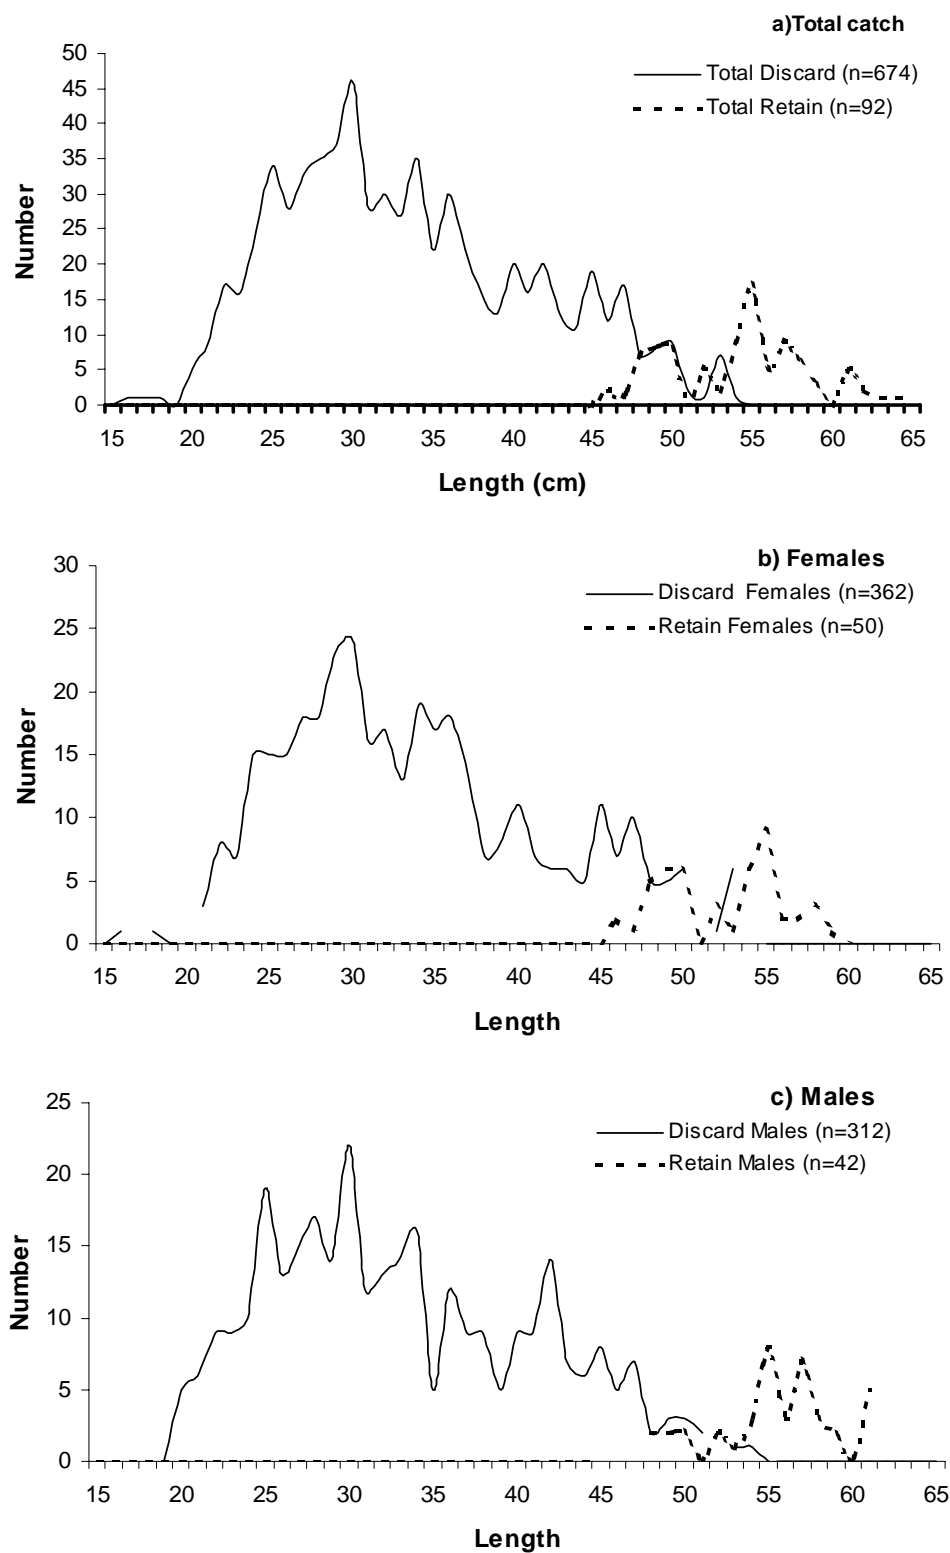 a)Total catch
Total Discard (n=674)
Total Retain (n=92)
50
45
40
35
30
25
20
15
10
5
0
Number
15 20 25 30 35 40 45 50 55 60 65
Length (cm)
b) Females
Discard Females (n=362)
Retain Females (n=50)
30
25
20
15
10
5
0
Number
15 20 25 30 35 40 45 50 55 60 65
Length
c) Males
Discard Males (n=312)
Retain Males (n=42)
25
20
15
10
5
0
Number
15 20 25 30 35 40 45 50 55 60 65
Length